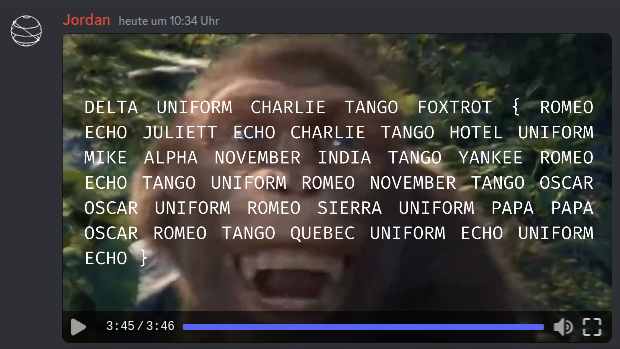 Jordan heute um 10:34 Uhr
DELTA UNIFORM CHARLIE TANGO FOXTROT { ROMEO
ECHO JULIETT ECHO CHARLIE TANGO HOTEL UNIFORM
MIKE ALPHA NOVEMBER INDIA TANGO YANKEE ROMEO
ECHO TANGO UNIFORM ROMEO NOVEMBER TANGO OSCAR
OSCAR UNIFORM ROMEO SIERRA UNIFORM PAPA PAPA
OSCAR ROMEO TANGO QUEBEC UNIFORM ECHO UNIFORM
ECHO }
3:45 / 3:46